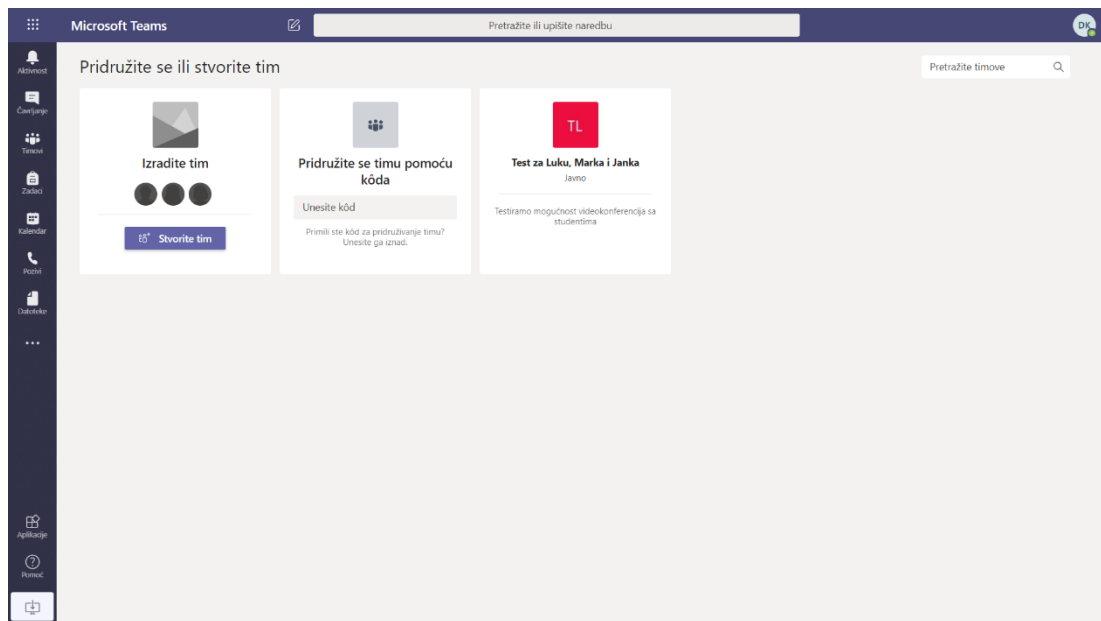 Microsoft Teams
Pretražite ili upišite naredbu
DK
Aktivnost
Čavrljanje
Timovi
Zadaci
Kalendar
Pozivi
Datoteke
Aplikacije
Pomoć
Pridružite se ili stvorite tim
Pretražite timove
Izradite tim
Stvorite tim
Pridružite se timu pomoću
kôda
Unesite kôd
Primili ste kôd za pridruživanje timu?
Unesite ga iznad.
TL
Test za Luku, Marka i Janka
Javno
Testiramo mogućnost videokonferencija sa
studentima